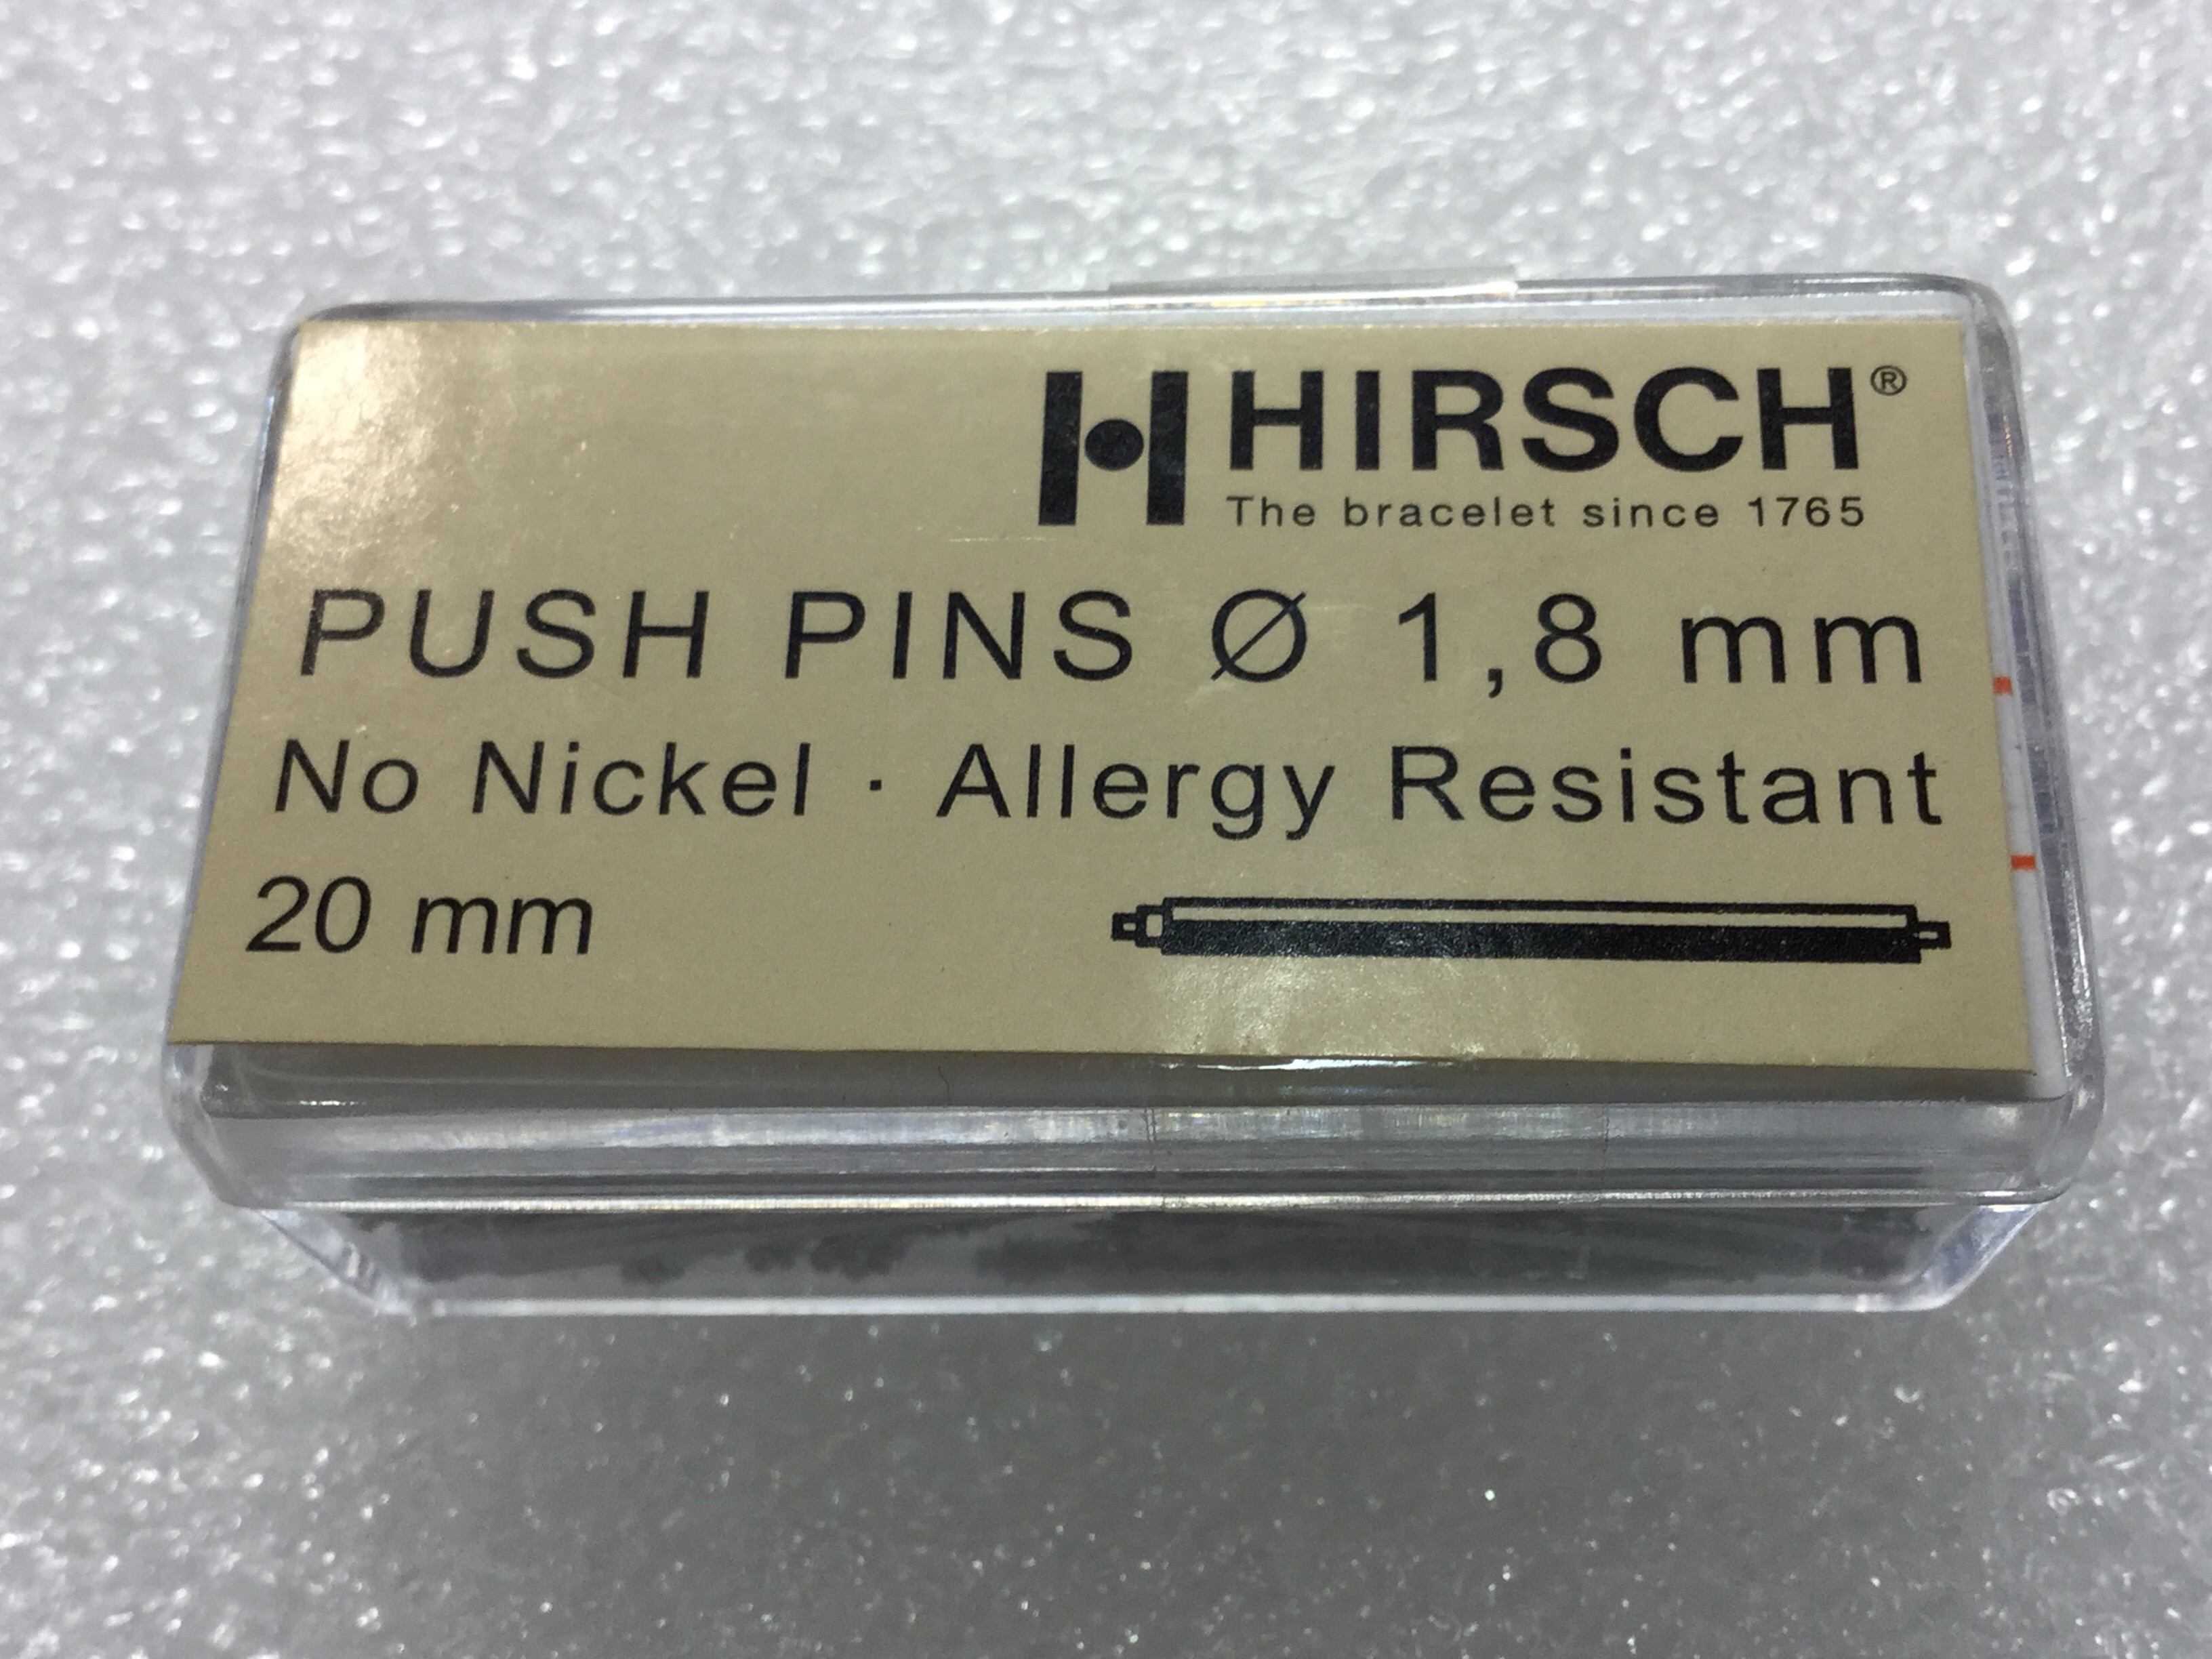 HIRSCH®
The bracelet since 1765
PUSH PINS Ø 1,8 mm
No Nickel · Allergy Resistant
20 mm